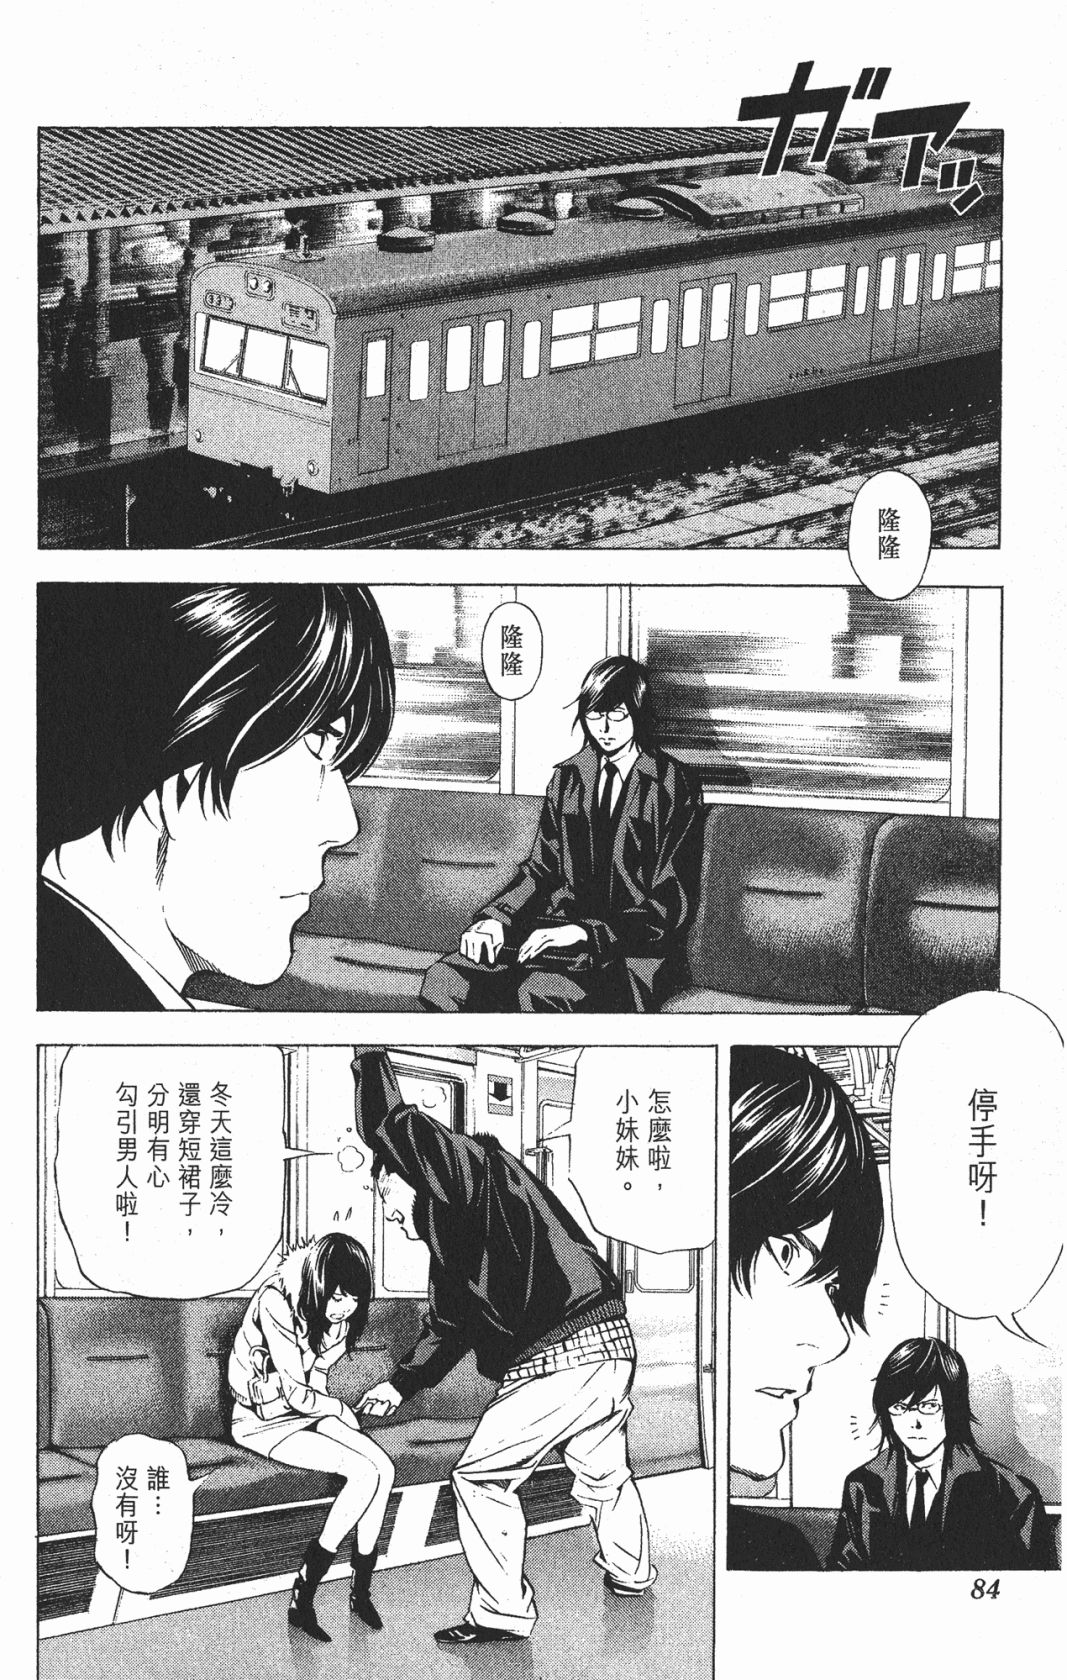 ガアッ
隆隆
隆隆
停手呀！
怎麼啦，
小妹妹。
冬天這麼冷，
還穿短裙子，
分明有心
勾引男人啦！
誰…
沒有呀！
84